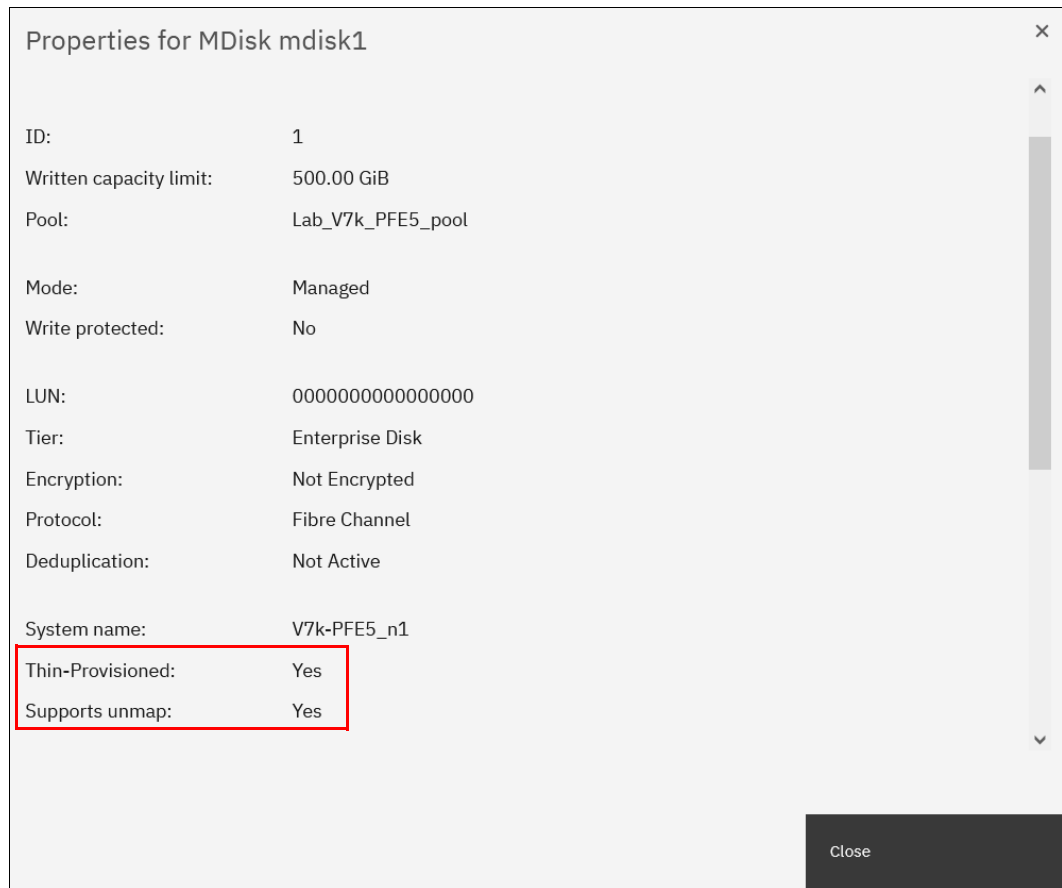 Properties for MDisk mdisk1
ID: 1
Written capacity limit: 500.00 GiB
Pool: Lab_V7k_PFE5_pool
Mode: Managed
Write protected: No
LUN: 0000000000000000
Tier: Enterprise Disk
Encryption: Not Encrypted
Protocol: Fibre Channel
Deduplication: Not Active
System name: V7k-PFE5_n1
Thin-Provisioned: Yes
Supports unmap: Yes
Close